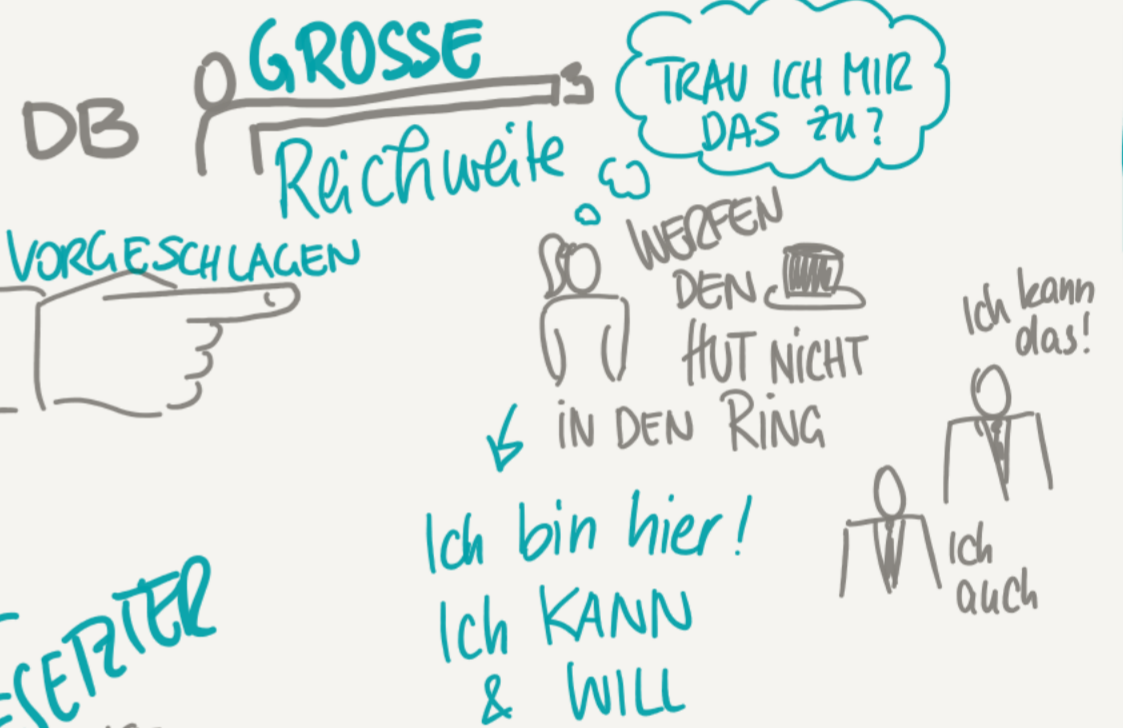 GROSSE
DB
Reichweite
TRAU ICH MIR
DAS ZU?
VORGESCHLAGEN
WERFEN
DEN
HUT NICHT
IN DEN RING
Ich kann
das!
Ich
auch
Ich bin hier!
Ich KANN
& WILL
ESETZTER